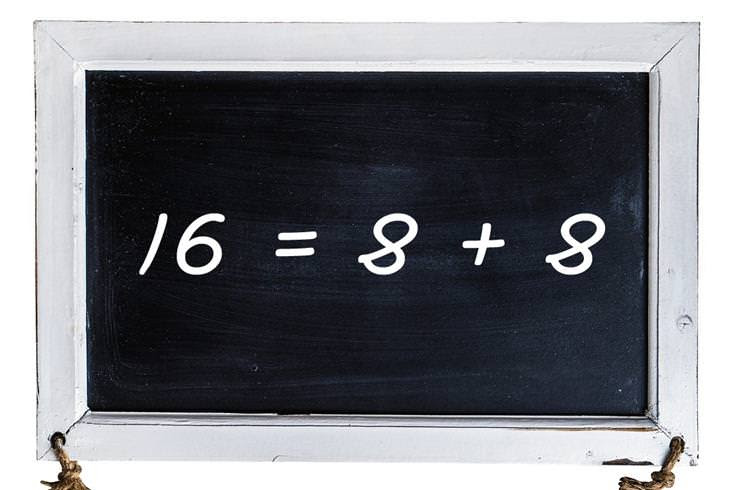 16 = 8 + 8